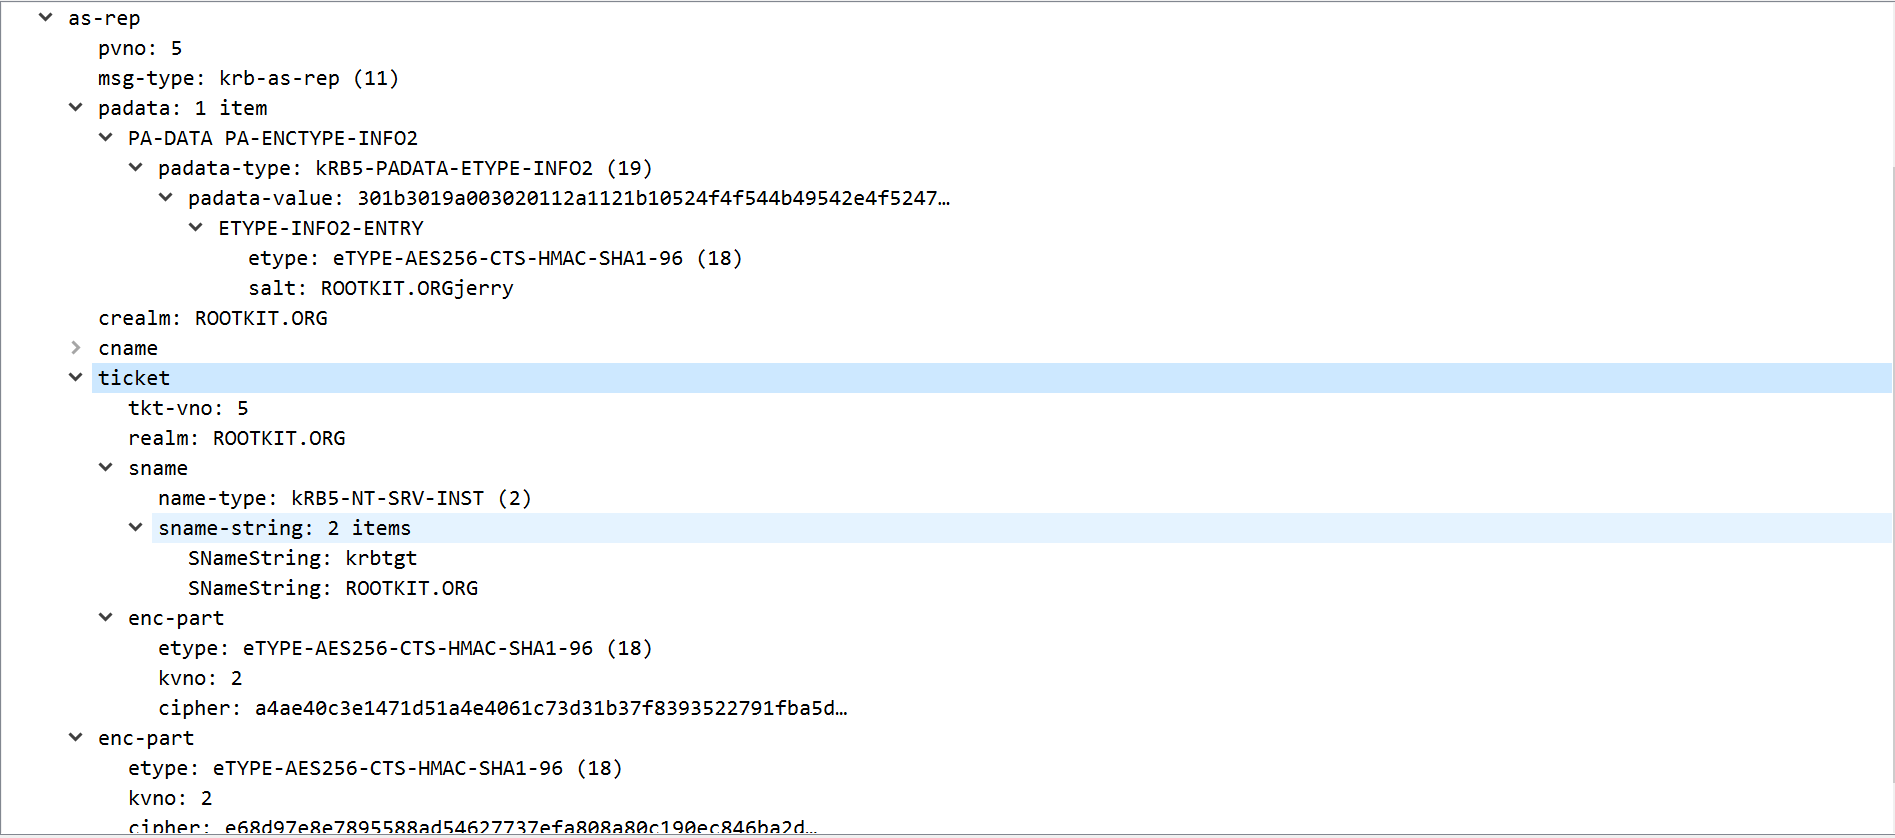 as-rep
pvno: 5
msg-type: krb-as-rep (11)
padata: 1 item
PA-DATA PA-ENCTYPE-INFO2
padata-type: kRB5-PADATA-ETYPE-INFO2 (19)
padata-value: 301b3019a003020112a1121b10524f4f544b49542e4f5247…
ETYPE-INFO2-ENTRY
etype: eTYPE-AES256-CTS-HMAC-SHA1-96 (18)
salt: ROOTKIT.ORGjerry
crealm: ROOTKIT.ORG
cname
ticket
tkt-vno: 5
realm: ROOTKIT.ORG
sname
name-type: kRB5-NT-SRV-INST (2)
sname-string: 2 items
SNameString: krbtgt
SNameString: ROOTKIT.ORG
enc-part
etype: eTYPE-AES256-CTS-HMAC-SHA1-96 (18)
kvno: 2
cipher: a4ae40c3e1471d51a4e4061c73d31b37f8393522791fba5d…
enc-part
etype: eTYPE-AES256-CTS-HMAC-SHA1-96 (18)
kvno: 2
cipher: e68d97e8e7895588ad54627737efa808a80c190ec846ba2d…